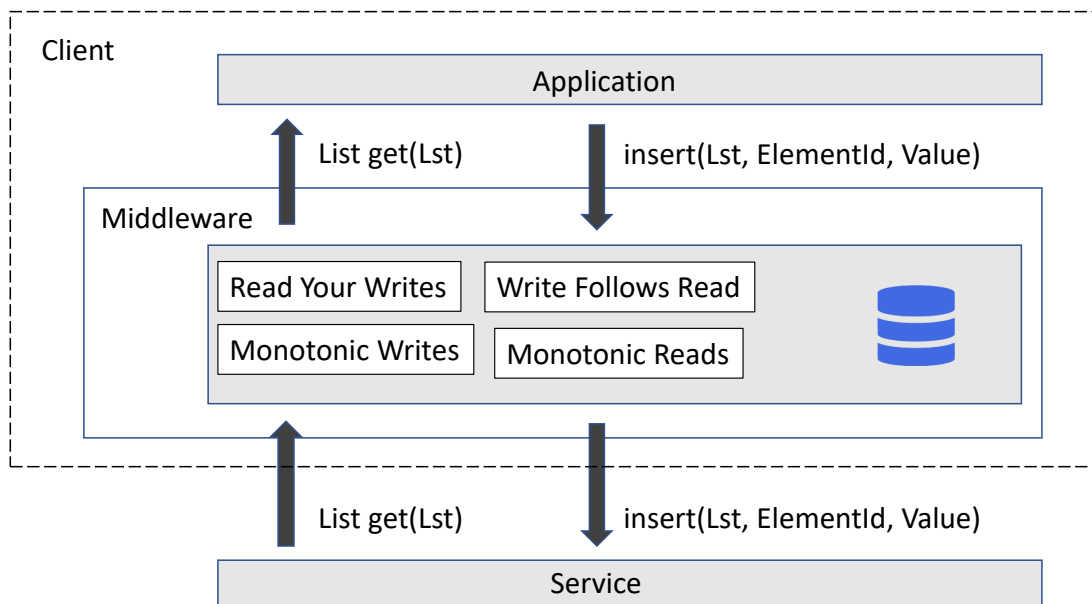 Client
Application
List get(Lst)
insert(Lst, ElementId, Value)
Middleware
Read Your Writes
Write Follows Read
Monotonic Writes
Monotonic Reads
List get(Lst)
insert(Lst, ElementId, Value)
Service